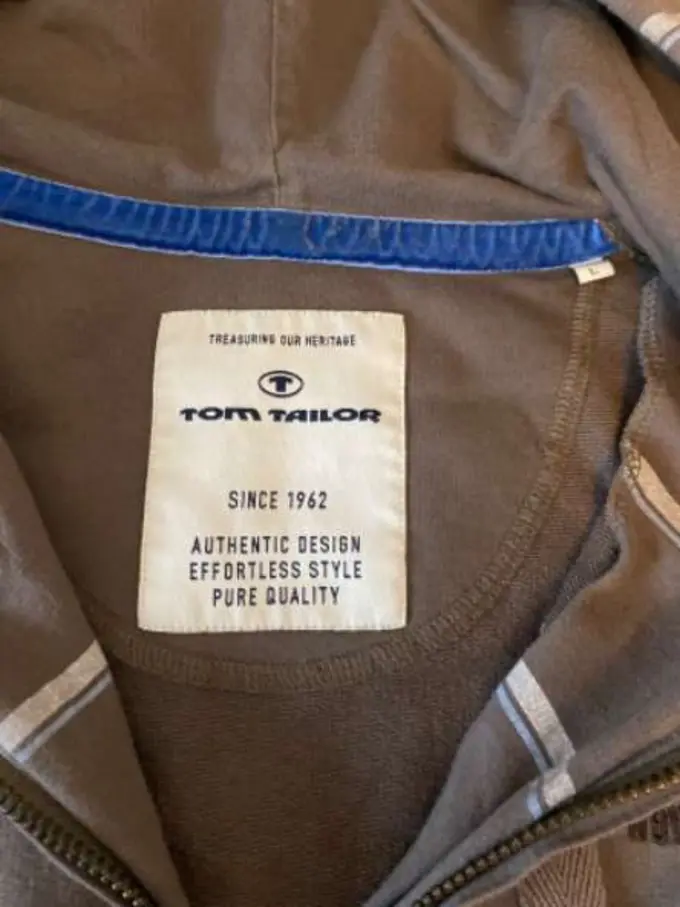 L
TREASURING OUR HERITAGE
T
TOM TAILOR
SINCE 1962
AUTHENTIC DESIGN
EFFORTLESS STYLE
PURE QUALITY